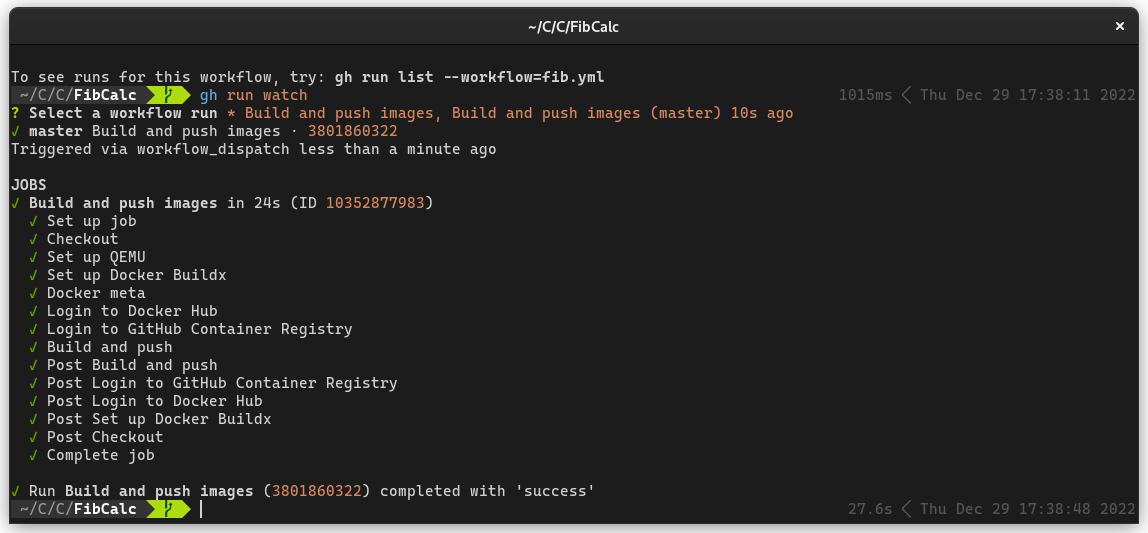 ~/C/C/FibCalc ×
To see runs for this workflow, try: gh run list --workflow=fib.yml
~/C/C/FibCalc gh run watch 1015ms Thu Dec 29 17:38:11 2022
? Select a workflow run * Build and push images, Build and push images (master) 10s ago
✓ master Build and push images · 3801860322
Triggered via workflow_dispatch less than a minute ago
JOBS
✓ Build and push images in 24s (ID 10352877983)
✓ Set up job
✓ Checkout
✓ Set up QEMU
✓ Set up Docker Buildx
✓ Docker meta
✓ Login to Docker Hub
✓ Login to GitHub Container Registry
✓ Build and push
✓ Post Build and push
✓ Post Login to GitHub Container Registry
✓ Post Login to Docker Hub
✓ Post Set up Docker Buildx
✓ Post Checkout
✓ Complete job
✓ Run Build and push images (3801860322) completed with 'success'
~/C/C/FibCalc 27.6s Thu Dec 29 17:38:48 2022